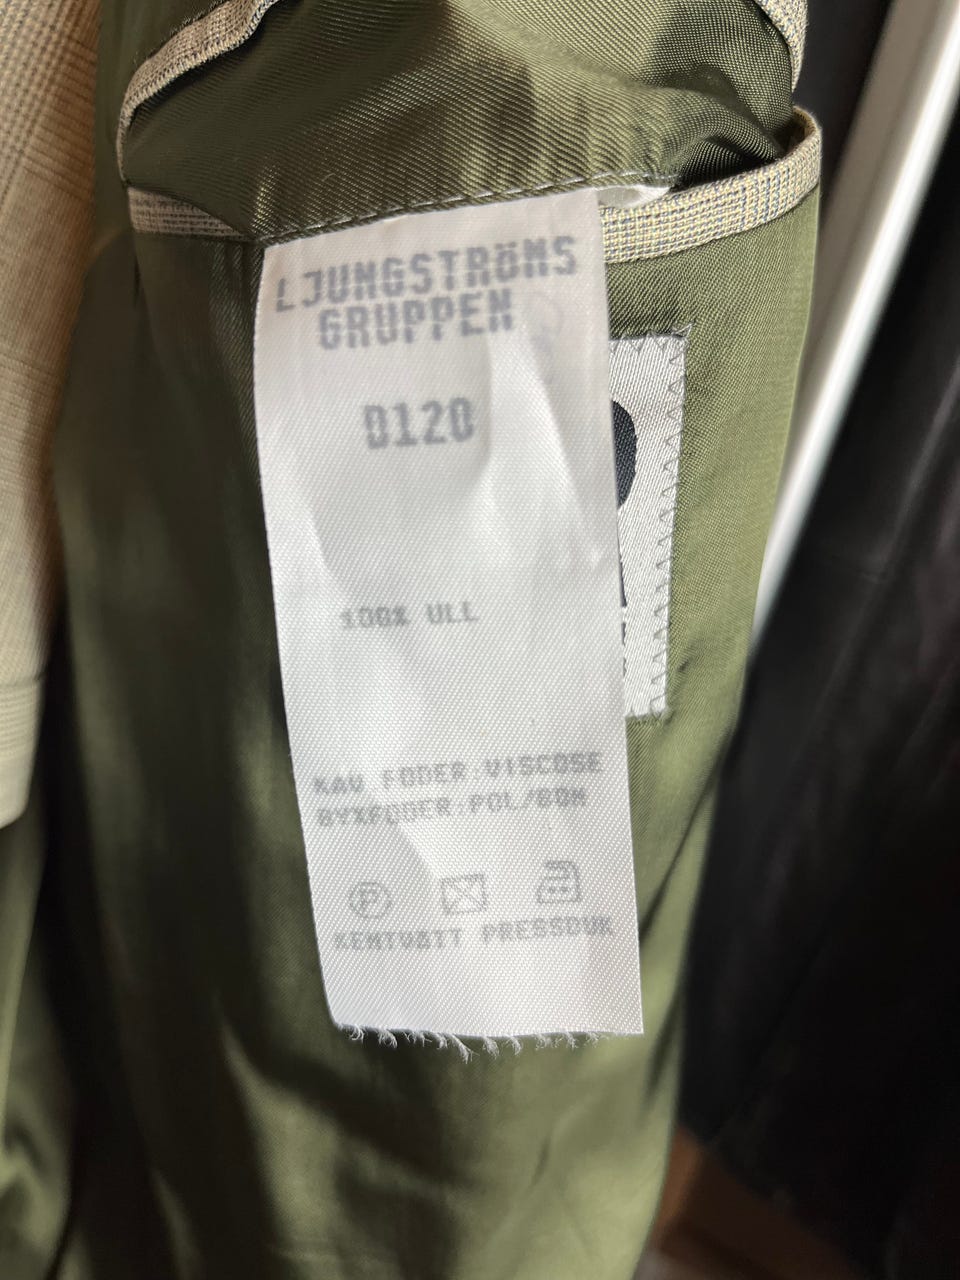 LJUNGSTRÖMS
GRUPPEN
D120
100% ULL
KAV FODER:VISCOSE
BYXFODER:POL/BOM
P
KEMTVÄTT PRESSDUK